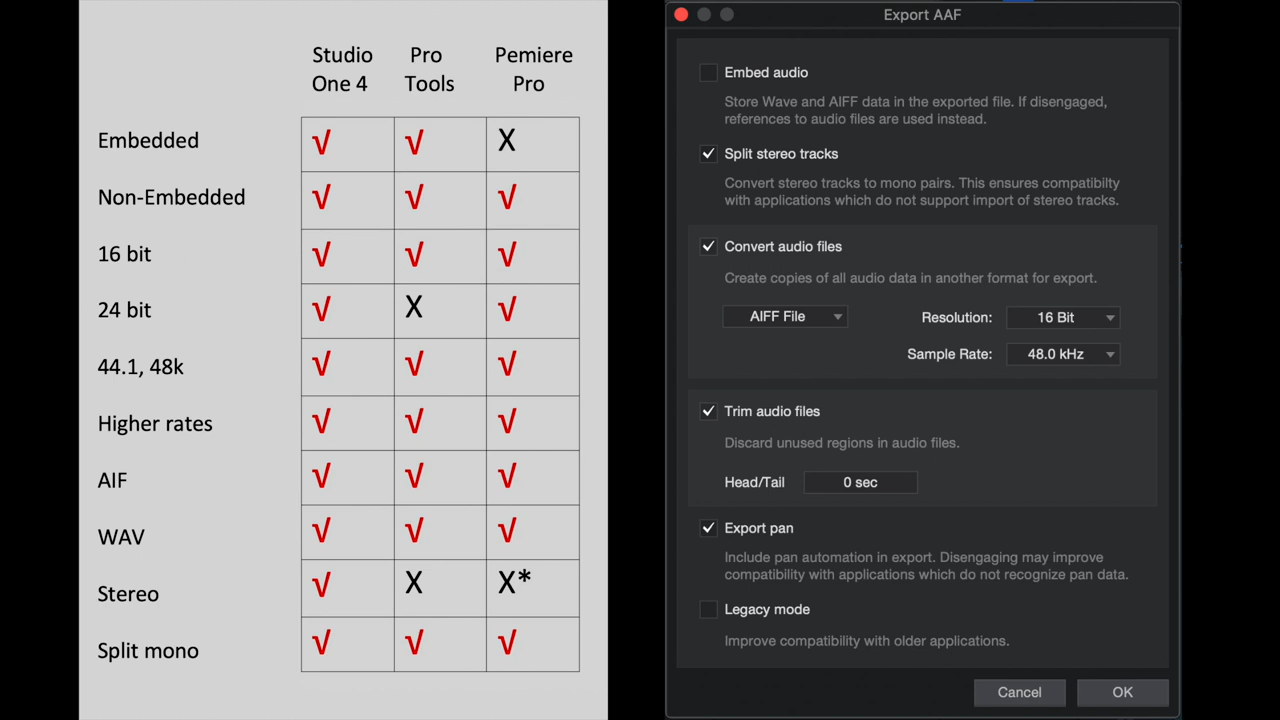 Studio Pro Pemiere
One 4 Tools Pro
Embedded √ √ X
Non-Embedded √ √ √
16 bit √ √ √
24 bit √ X √
44.1, 48k √ √ √
Higher rates √ √ √
AIF √ √ √
WAV √ √ √
Stereo √ X X*
Split mono √ √ √
Export AAF
Embed audio
Store Wave and AIFF data in the exported file. If disengaged,
references to audio files are used instead.
Split stereo tracks
Convert stereo tracks to mono pairs. This ensures compatibilty
with applications which do not support import of stereo tracks.
Convert audio files
Create copies of all audio data in another format for export.
AIFF File Resolution: 16 Bit
Sample Rate: 48.0 kHz
Trim audio files
Discard unused regions in audio files.
Head/Tail 0 sec
Export pan
Include pan automation in export. Disengaging may improve
compatibility with applications which do not recognize pan data.
Legacy mode
Improve compatibility with older applications.
Cancel OK